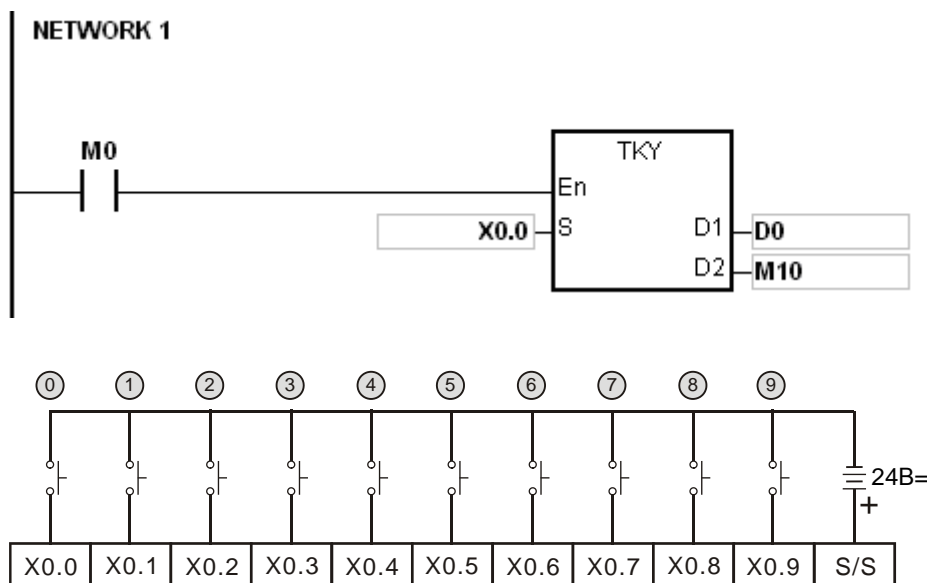 NETWORK 1
M0
TKY
En
X0.0 S D1 D0
D2 M10
0 1 2 3 4 5 6 7 8 9
24B=
+
X0.0 X0.1 X0.2 X0.3 X0.4 X0.5 X0.6 X0.7 X0.8 X0.9 S/S